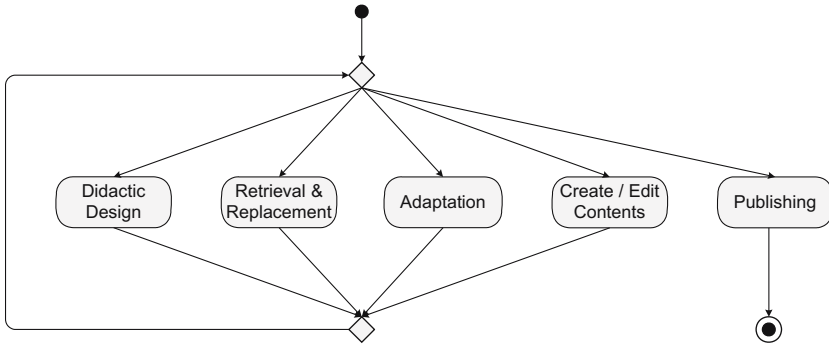 Didactic
Design
Retrieval &
Replacement
Adaptation
Create / Edit
Contents
Publishing